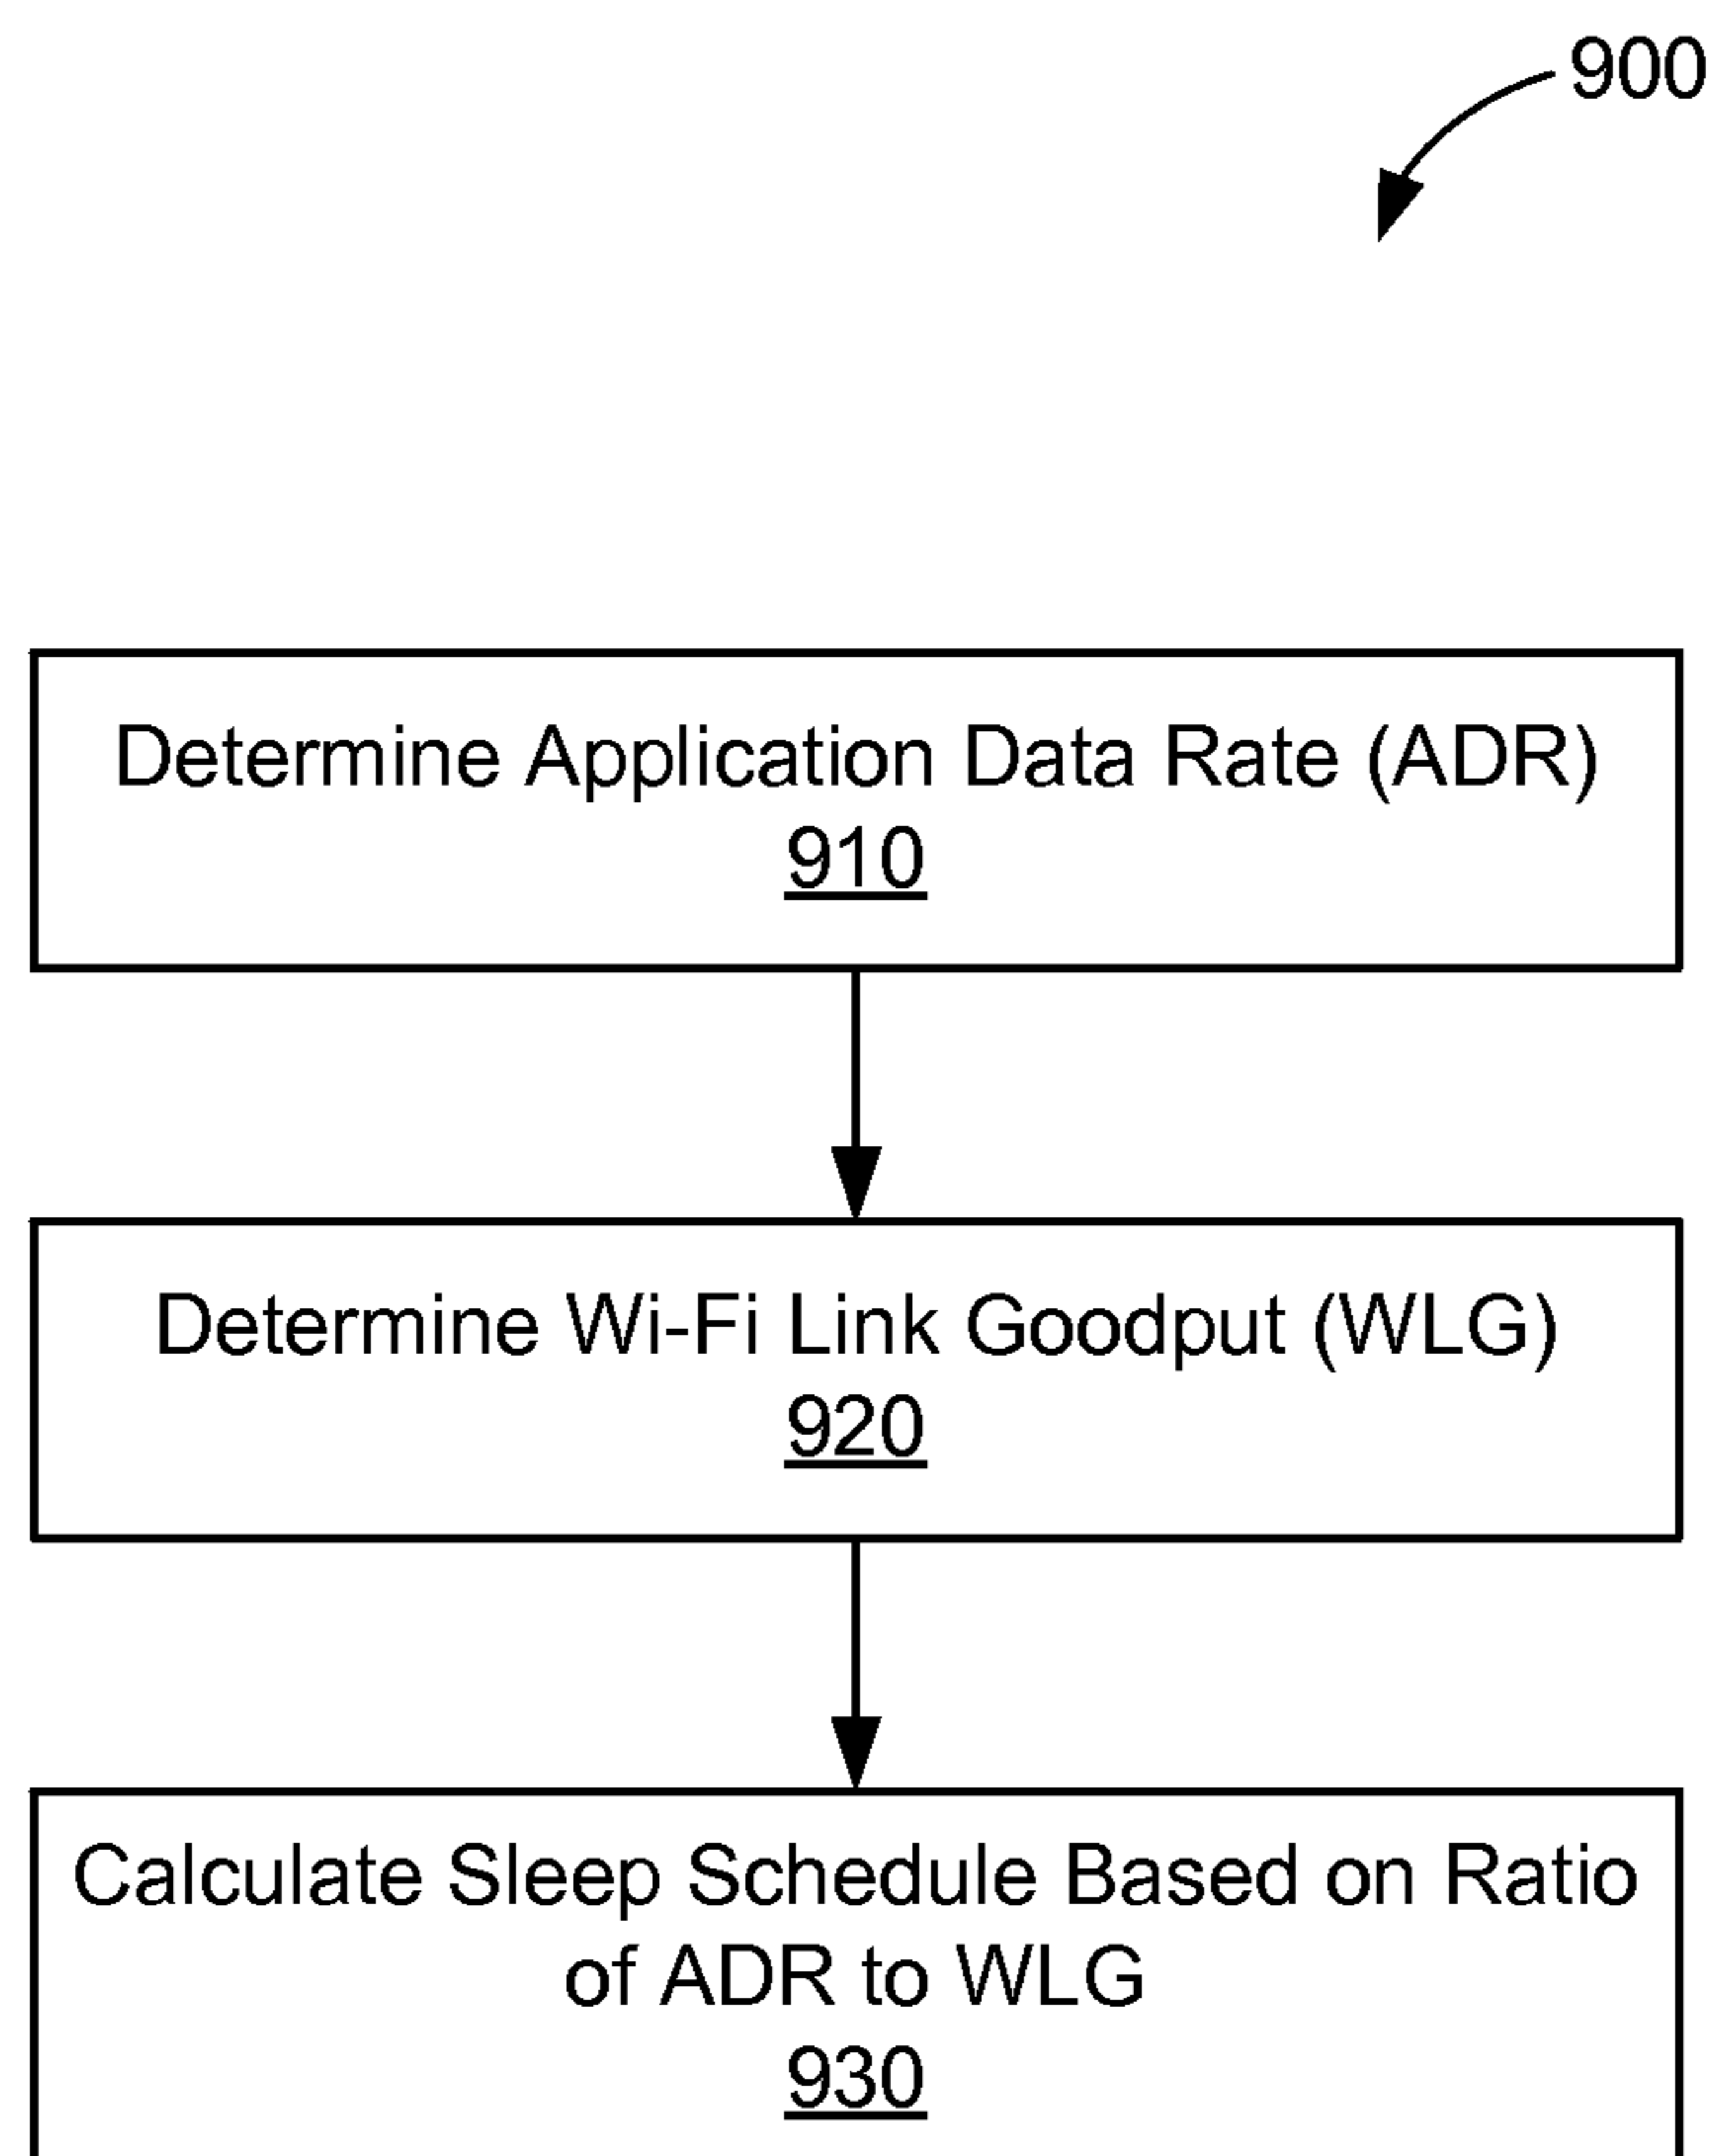 900
Determine Application Data Rate (ADR)
910
Determine Wi-Fi Link Goodput (WLG)
920
Calculate Sleep Schedule Based on Ratio
of ADR to WLG
930